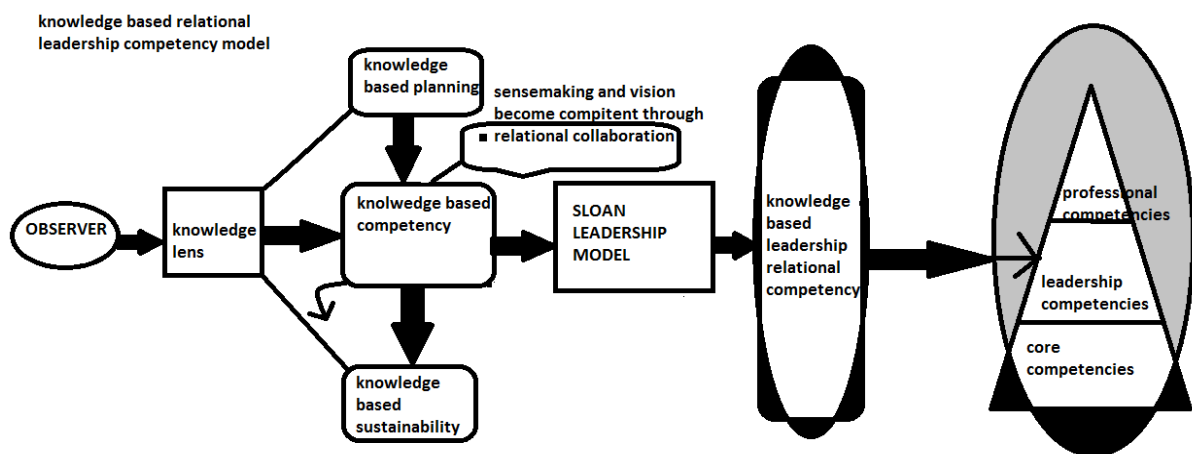 knowledge based relational
leadership competency model
knowledge
based planning
sensemaking and vision
become compitent through
relational collaboration
OBSERVER
knowledge
lens
knolwedge based
competency
SLOAN
LEADERSHIP
MODEL
knowledge
based
leadership
relational
competency
professional
competencies
leadership
competencies
core
competencies
knowledge
based
sustainability